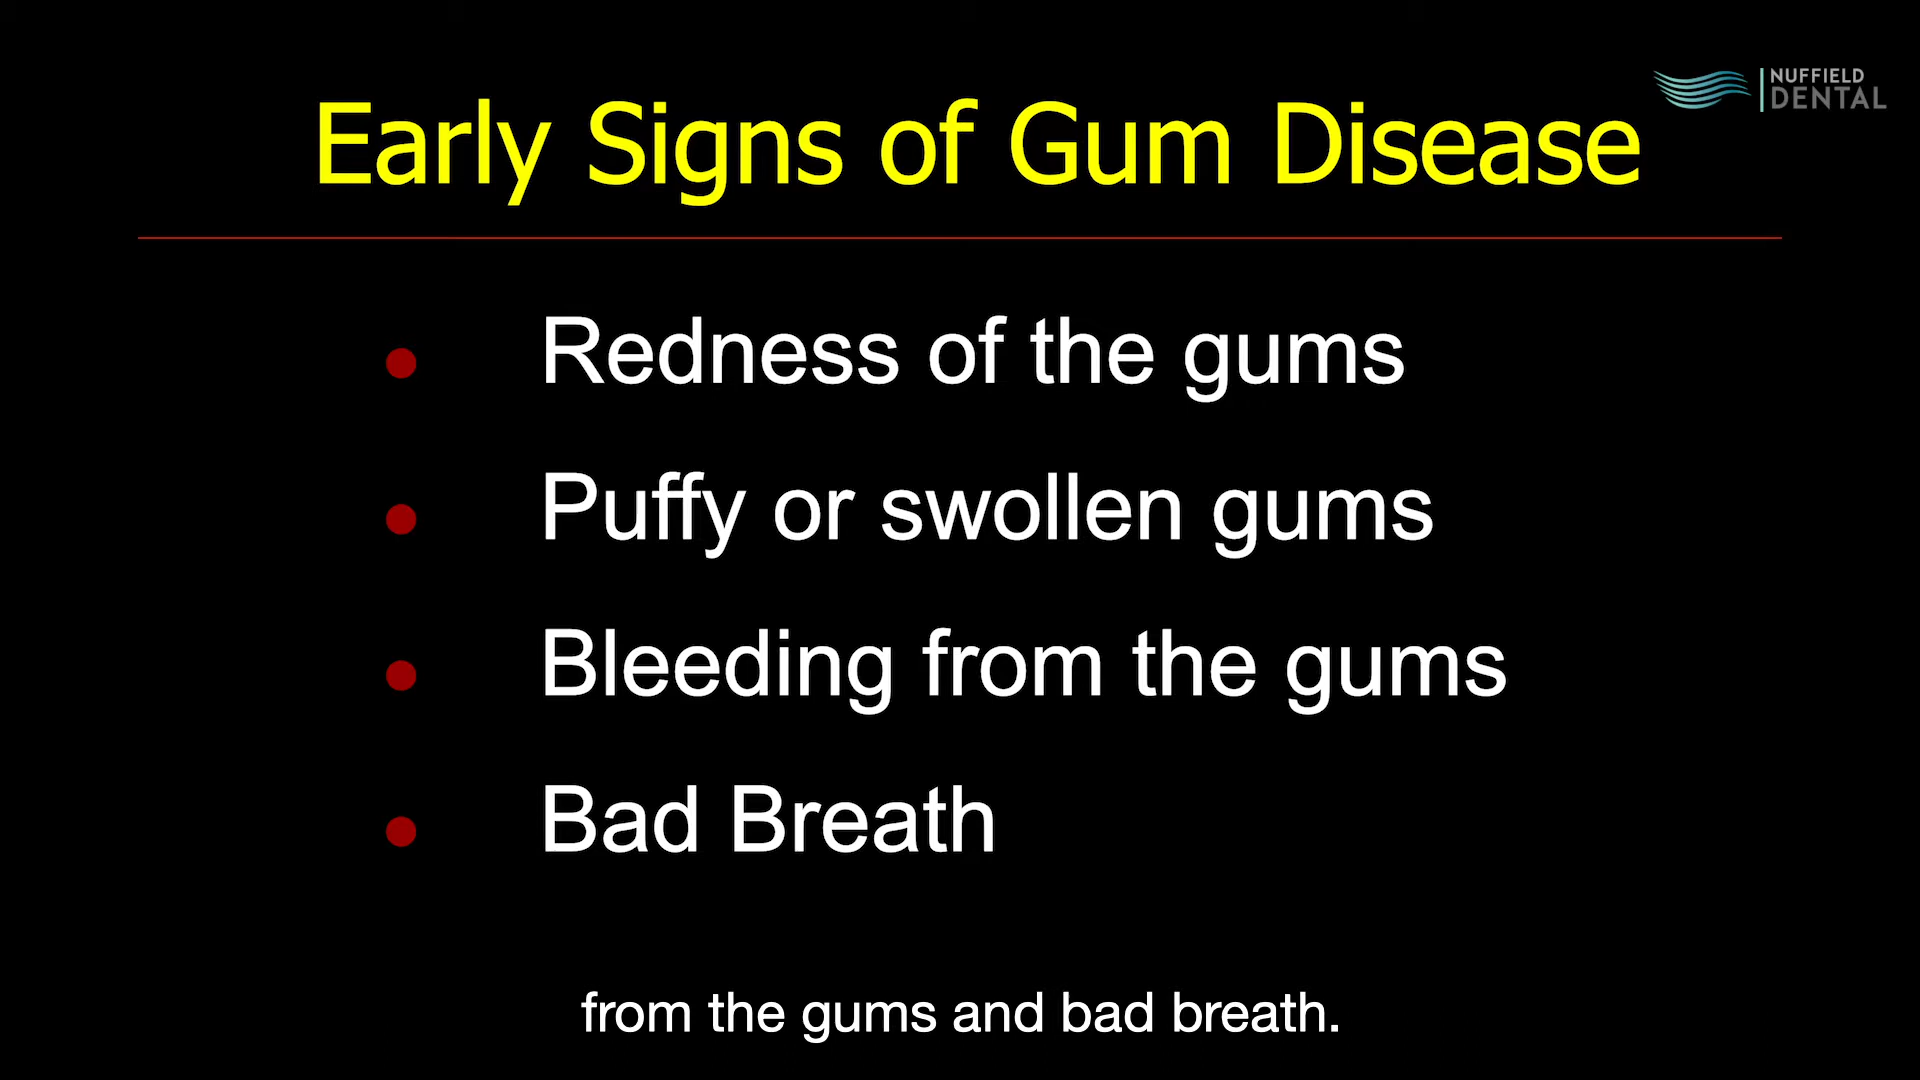 NUFFIELD
DENTAL
Early Signs of Gum Disease
Redness of the gums
Puffy or swollen gums
Bleeding from the gums
Bad Breath
from the gums and bad breath.